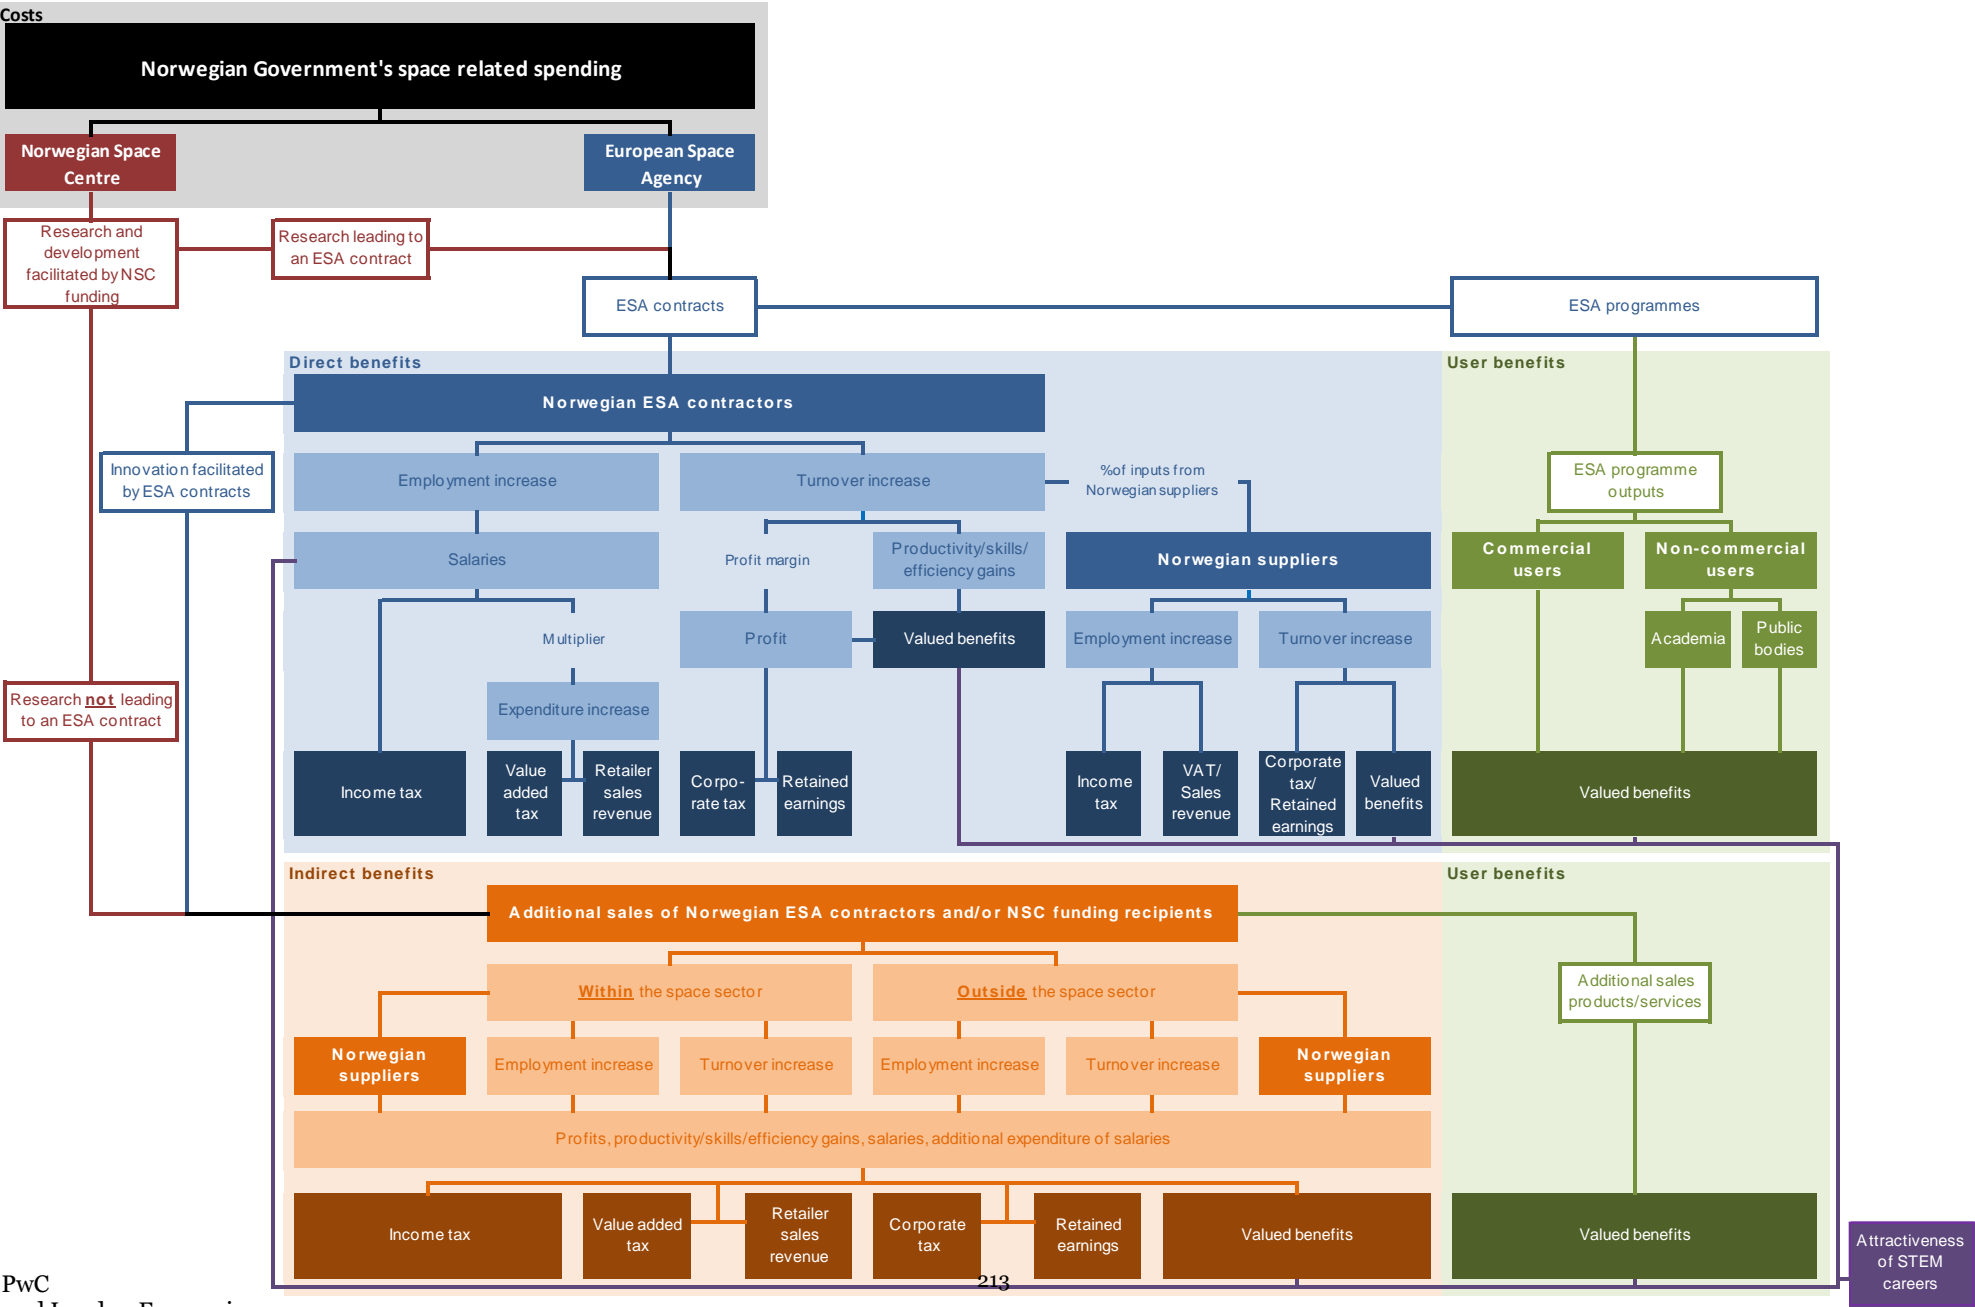 Costs
Norwegian Government's space related spending
Norwegian Space
Centre
European Space
Agency
Research and
development
facilitated by NSC
funding
Research leading to
an ESA contract
ESA contracts
ESA programmes
Direct benefits
User benefits
Norwegian ESA contractors
Innovation facilitated
by ESA contracts
Employment increase
Turnover increase
%of inputs from
Norwegian suppliers
ESA programme
outputs
Salaries
Profit margin
Productivity/skills/
efficiency gains
Norwegian suppliers
Commercial
users
Non-commercial
users
Multiplier
Profit
Valued benefits
Employment increase
Turnover increase
Academia
Public
bodies
Research not leading
to an ESA contract
Expenditure increase
Income tax
Value
added
tax
Retailer
sales
revenue
Corpo-
rate tax
Retained
earnings
Income
tax
VAT/
Sales
revenue
Corporate
tax/
Retained
earnings
Valued
benefits
Valued benefits
Indirect benefits
User benefits
Additional sales of Norwegian ESA contractors and/or NSC funding recipients
Within the space sector
Outside the space sector
Additional sales
products/services
Norwegian
suppliers
Employment increase
Turnover increase
Employment increase
Turnover increase
Norwegian
suppliers
Profits, productivity/skills/efficiency gains, salaries, additional expenditure of salaries
Income tax
Value added
tax
Retailer
sales
revenue
Corporate
tax
Retained
earnings
Valued benefits
Valued benefits
Attractiveness
of STEM
careers
PwC
213